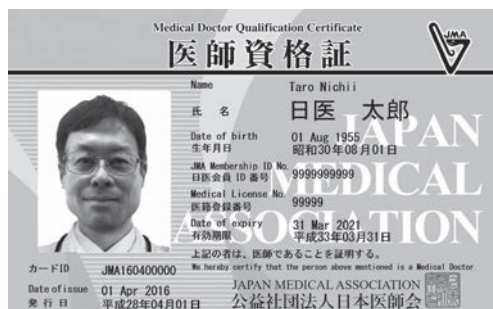 Medical Doctor Qualification Certificate
医師資格証
JMA
Name Taro Nichii
氏 名 日医 太郎
Date of birth 01 Aug 1955
生年月日 昭和30年08月01日
JMA Membership ID No.
日医会員 ID 番号 9999999999
Medical License No.
医籍登録番号 99999
Date of expiry 31 Mar 2021
有効期限 平成33年03月31日
JAPAN
MEDICAL
ASSOCIATION
上記の者は、医師であることを証明する。
We hereby certify that the person above mentioned is a Medical Doctor.
カードID JMA160400000
Date of issue 01 Apr 2016
発行日 平成28年04月01日
JAPAN MEDICAL ASSOCIATION
公益社団法人日本医師会